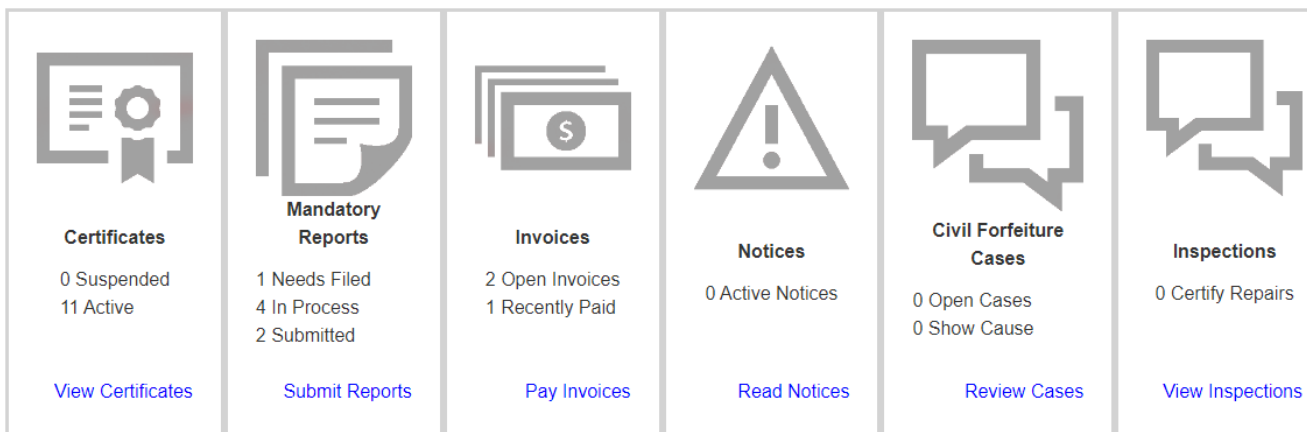 Certificates
0 Suspended
11 Active
View Certificates
Mandatory
Reports
1 Needs Filed
4 In Process
2 Submitted
Submit Reports
$
Invoices
2 Open Invoices
1 Recently Paid
Pay Invoices
Notices
0 Active Notices
Read Notices
Civil Forfeiture
Cases
0 Open Cases
0 Show Cause
Review Cases
Inspections
0 Certify Repairs
View Inspections